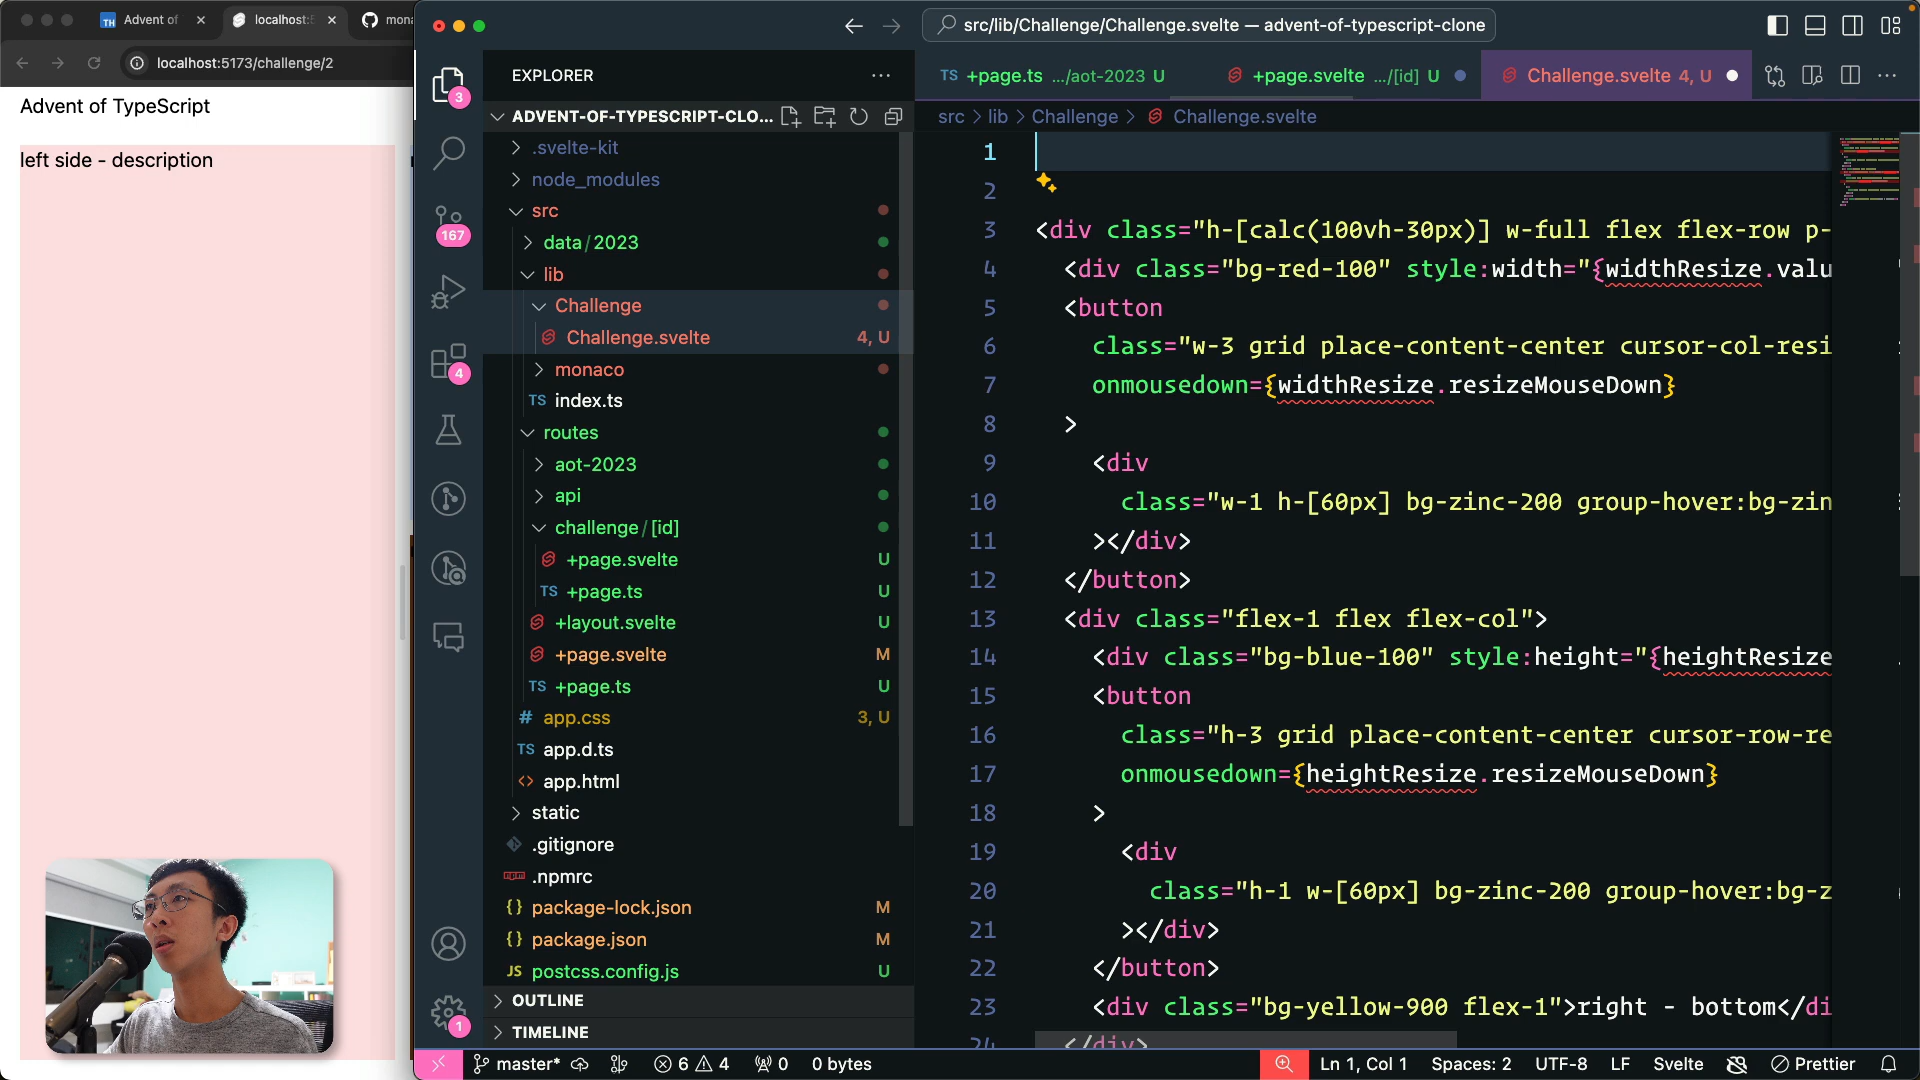 TH Advent of
localhost:5
mona
localhost:5173/challenge/2
Advent of TypeScript
left side - description
src/lib/Challenge/Challenge.svelte — advent-of-typescript-clone
3
167
4
1
EXPLORER
ADVENT-OF-TYPESCRIPT-CLO...
.svelte-kit
node_modules
src
data/2023
lib
Challenge
Challenge.svelte 4, U
monaco
TS index.ts
routes
aot-2023
api
challenge/[id]
+page.svelte U
TS +page.ts U
+layout.svelte U
+page.svelte M
TS +page.ts U
# app.css 3, U
TS app.d.ts
<> app.html
static
.gitignore
.npmrc
{} package-lock.json M
{} package.json M
JS postcss.config.js U
OUTLINE
TIMELINE
TS +page.ts .../aot-2023 U
+page.svelte .../[id] U
Challenge.svelte 4, U
src > lib > Challenge > Challenge.svelte
1
2
3 <div class="h-[calc(100vh-30px)] w-full flex flex-row p-
4 <div class="bg-red-100" style:width="{widthResize.valu
5 <button
6 class="w-3 grid place-content-center cursor-col-resi
7 onmousedown={widthResize.resizeMouseDown}
8 >
9 <div
10 class="w-1 h-[60px] bg-zinc-200 group-hover:bg-zin
11 ></div>
12 </button>
13 <div class="flex-1 flex flex-col">
14 <div class="bg-blue-100" style:height="{heightResize
15 <button
16 class="h-3 grid place-content-center cursor-row-re
17 onmousedown={heightResize.resizeMouseDown}
18 >
19 <div
20 class="h-1 w-[60px] bg-zinc-200 group-hover:bg-z
21 ></div>
22 </button>
23 <div class="bg-yellow-900 flex-1">right - bottom</di
24 </div>
master* 6 4 0 0 bytes Ln 1, Col 1 Spaces: 2 UTF-8 LF Svelte Prettier